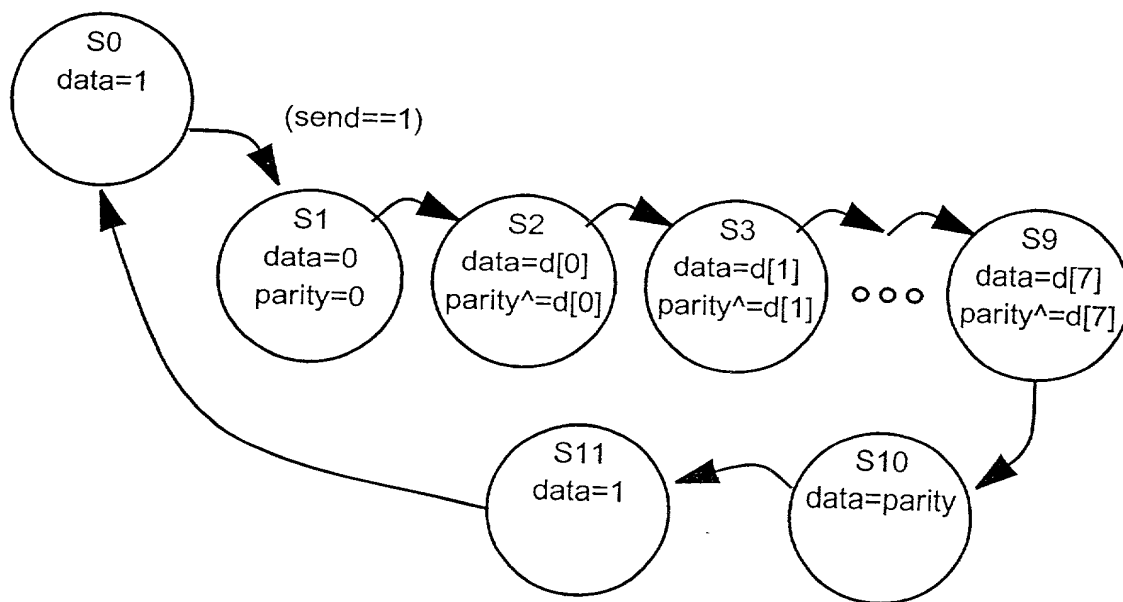 S0
data=1
(send==1)
S1
data=0
parity=0
S2
data=d[0]
parity^=d[0]
S3
data=d[1]
parity^=d[1]
S9
data=d[7]
parity^=d[7]
S11
data=1
S10
data=parity